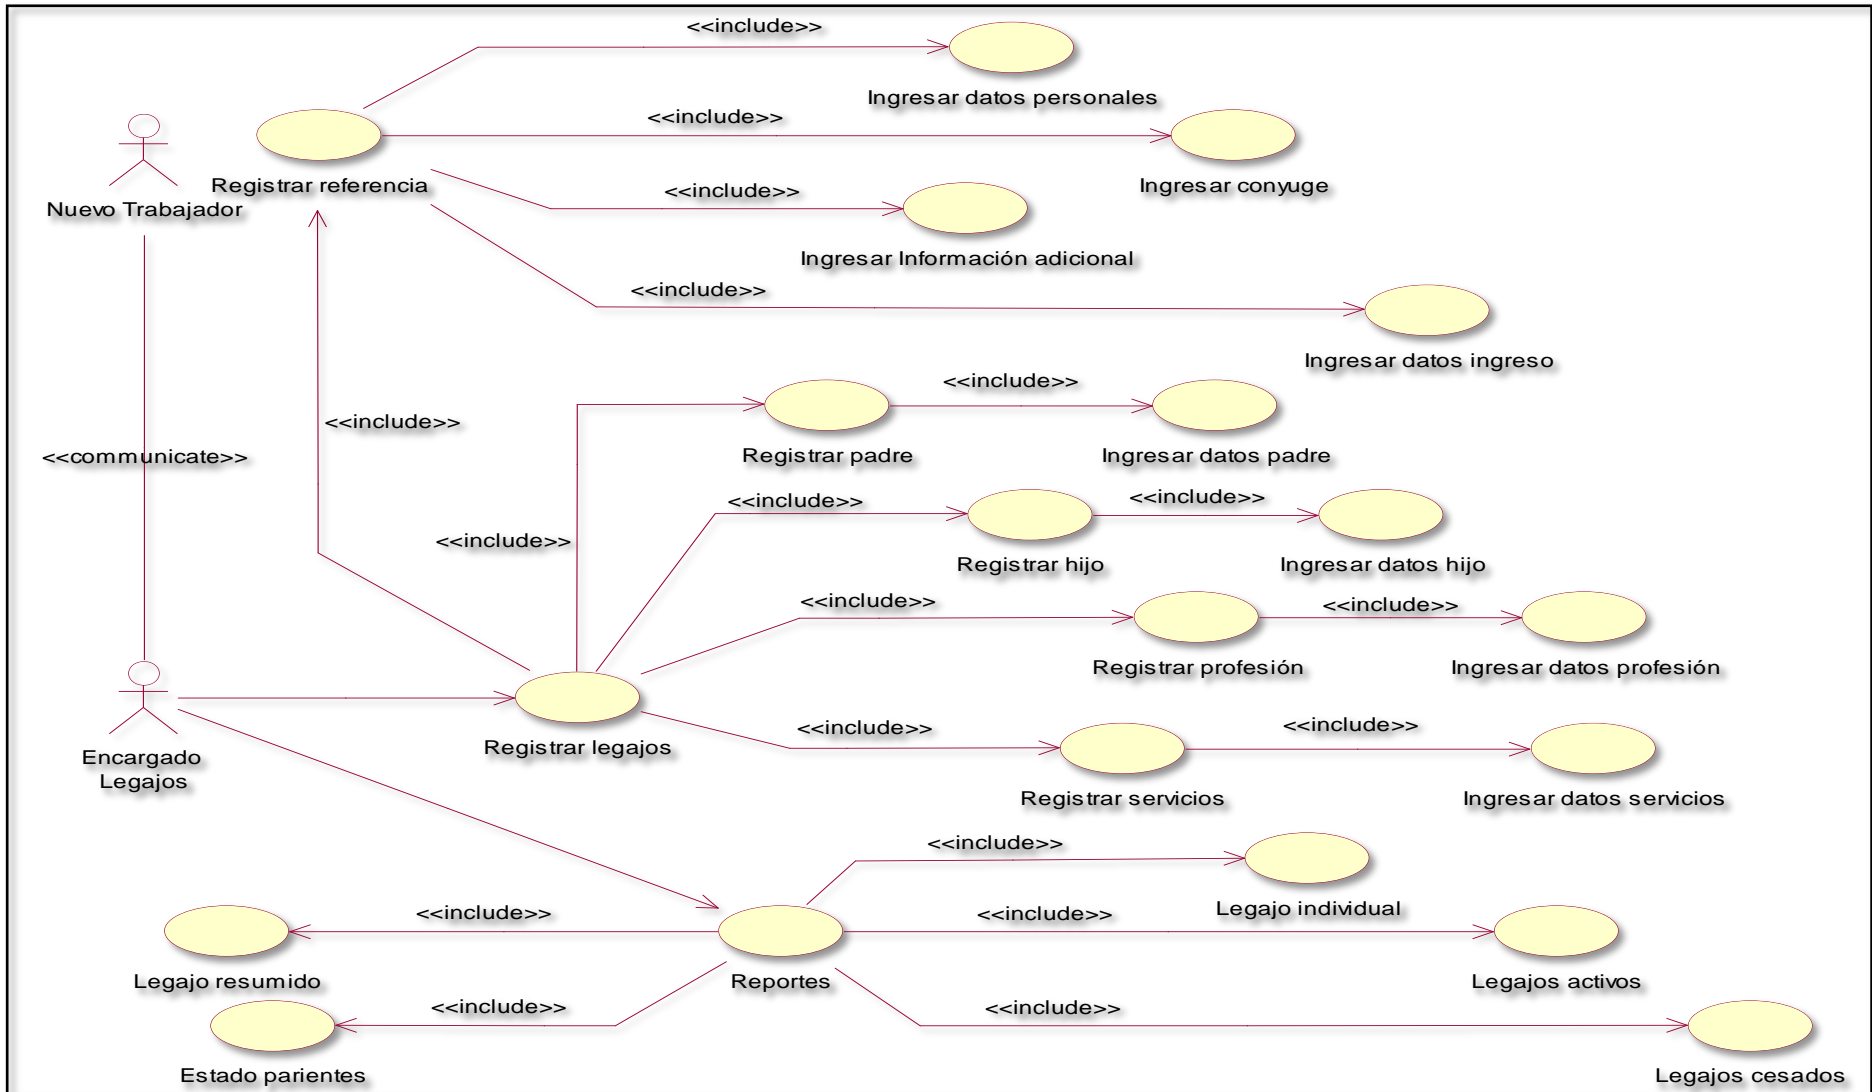 <<include>>
Ingresar datos personales
<<include>>
Ingresar conyuge
Registrar referencia
<<include>>
Nuevo Trabajador
Ingresar Información adicional
<<include>>
Ingresar datos ingreso
<<include>>
<<include>>
<<communicate>>
Registrar padre
Ingresar datos padre
<<include>>
<<include>>
<<include>>
<<include>>
Registrar hijo
Ingresar datos hijo
<<include>>
<<include>>
Registrar profesión
Ingresar datos profesión
<<include>>
<<include>>
Registrar legajos
Encargado
Legajos
Registrar servicios
Ingresar datos servicios
<<include>>
Legajo individual
<<include>>
<<include>>
Legajo resumido
Reportes
Legajos activos
<<include>>
<<include>>
Estado parientes
Legajos cesados